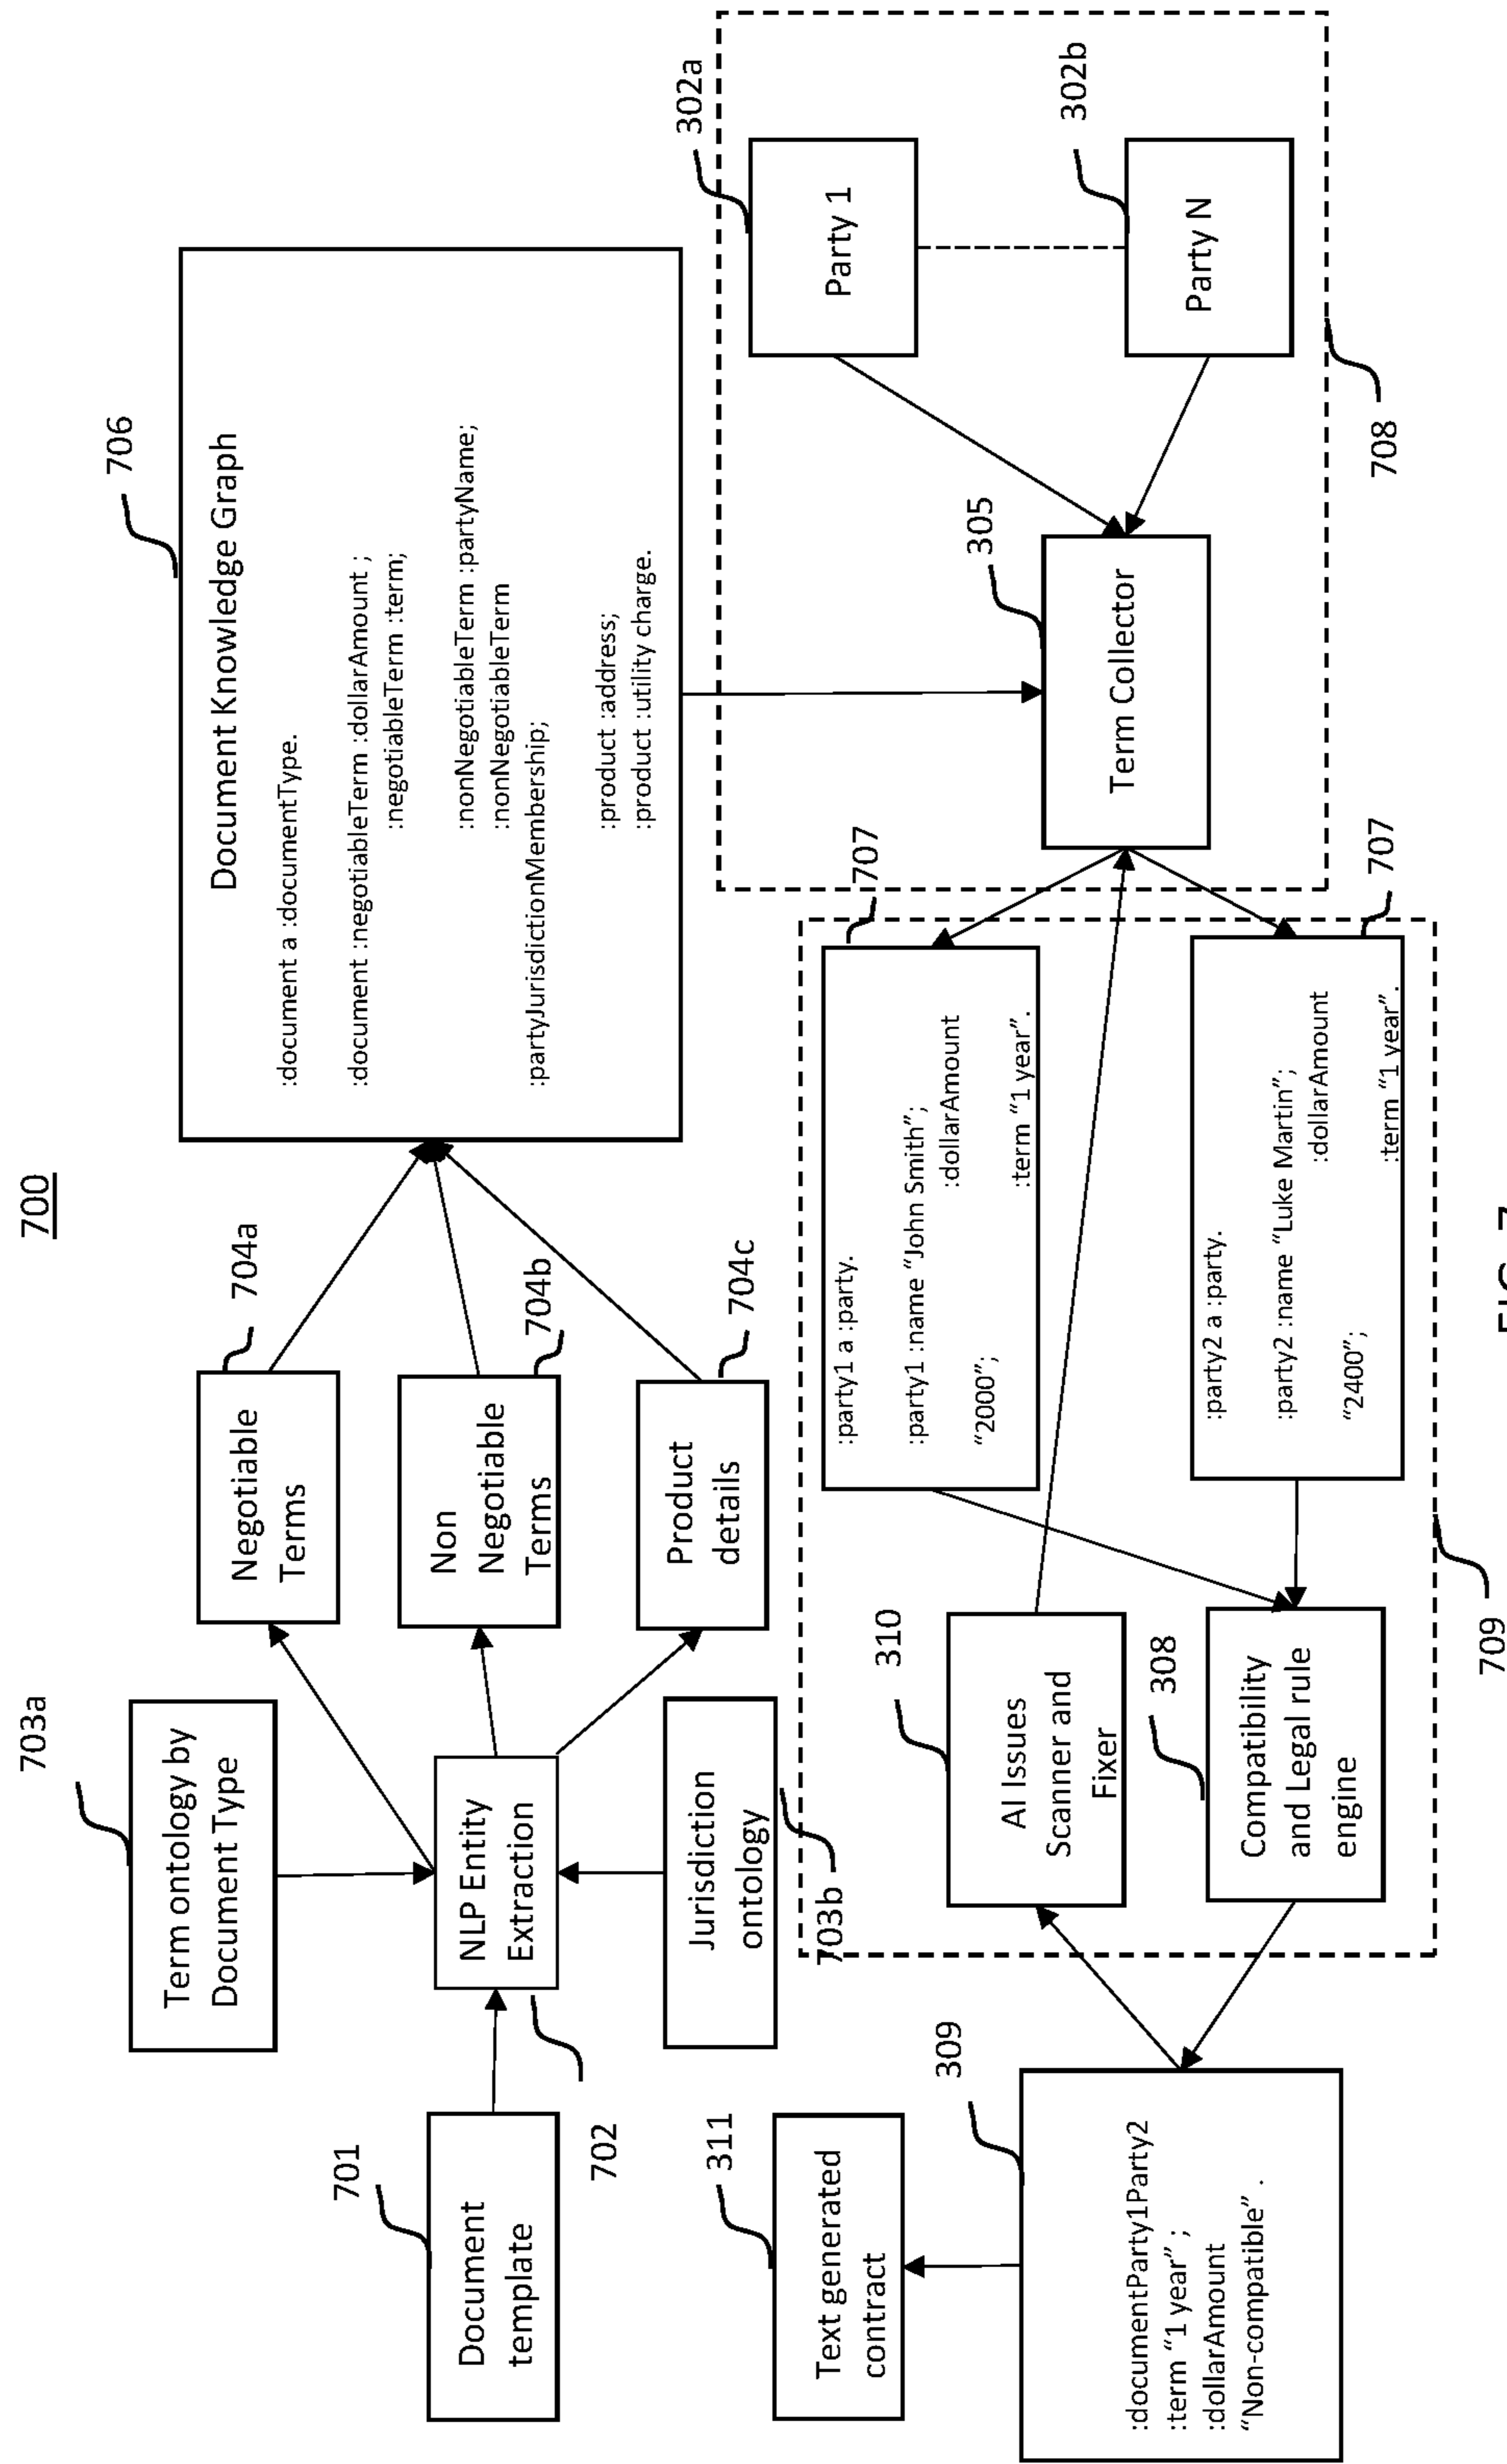 700
703a
Term ontology by
Document Type
701
Document
template
702
NLP Entity
Extraction
Jurisdiction
ontology
703b
704a
Negotiable
Terms
704b
Non
Negotiable
Terms
704c
Product
details
706
Document Knowledge Graph
:document a :documentType.
:document :negotiableTerm :dollarAmount ;
:negotiableTerm :term;
:nonNegotiableTerm :partyName;
:nonNegotiableTerm
:partyJurisdictionMembership;
:product :address;
:product :utility charge.
311
Text generated
contract
309
:documentParty1Party2
:term “1 year” ;
:dollarAmount
“Non-compatible” .
310
AI Issues
Scanner and
Fixer
308
Compatibility
and Legal rule
engine
709
707
:party1 a :party.
:party1 :name “John Smith”;
:dollarAmount
“2000”;
:term “1 year”.
707
:party2 a :party.
:party2 :name “Luke Martin”;
:dollarAmount
“2400”;
:term “1 year”.
305
Term Collector
302a
Party 1
302b
Party N
708